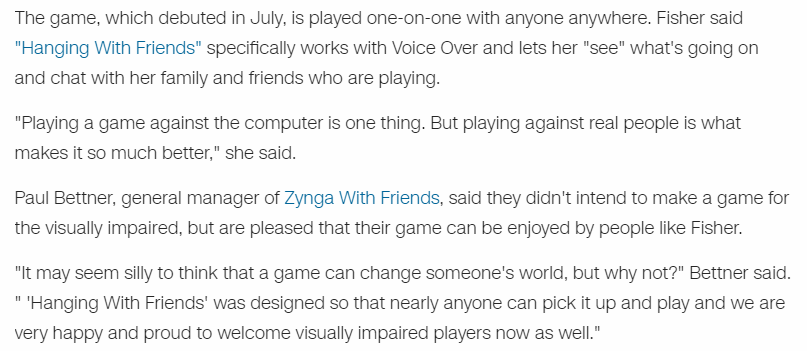 The game, which debuted in July, is played one-on-one with anyone anywhere. Fisher said
"Hanging With Friends" specifically works with Voice Over and lets her "see" what's going on
and chat with her family and friends who are playing.
"Playing a game against the computer is one thing. But playing against real people is what
makes it so much better," she said.
Paul Bettner, general manager of Zynga With Friends, said they didn't intend to make a game for
the visually impaired, but are pleased that their game can be enjoyed by people like Fisher.
"It may seem silly to think that a game can change someone's world, but why not?" Bettner said.
" 'Hanging With Friends' was designed so that nearly anyone can pick it up and play and we are
very happy and proud to welcome visually impaired players now as well."